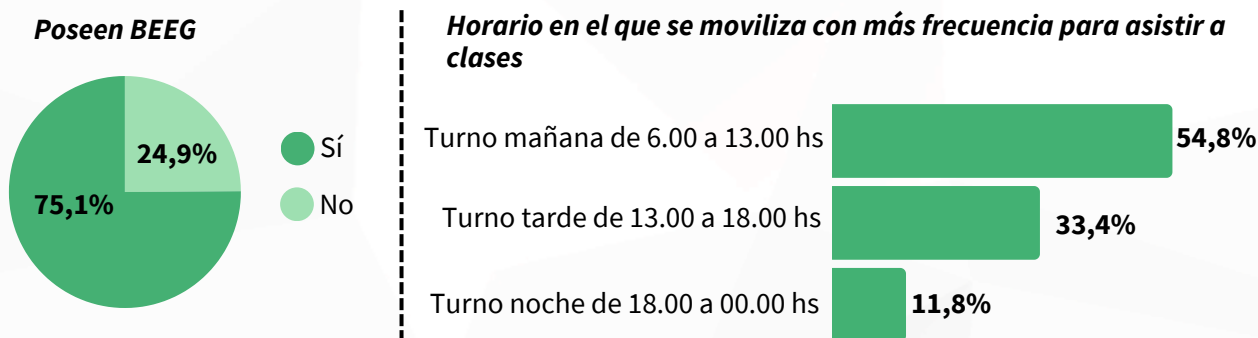 Poseen BEEG
24,9%
75,1%
Sí
No
Horario en el que se moviliza con más frecuencia para asistir a
clases
Turno mañana de 6.00 a 13.00 hs
54,8%
Turno tarde de 13.00 a 18.00 hs
33,4%
Turno noche de 18.00 a 00.00 hs
11,8%